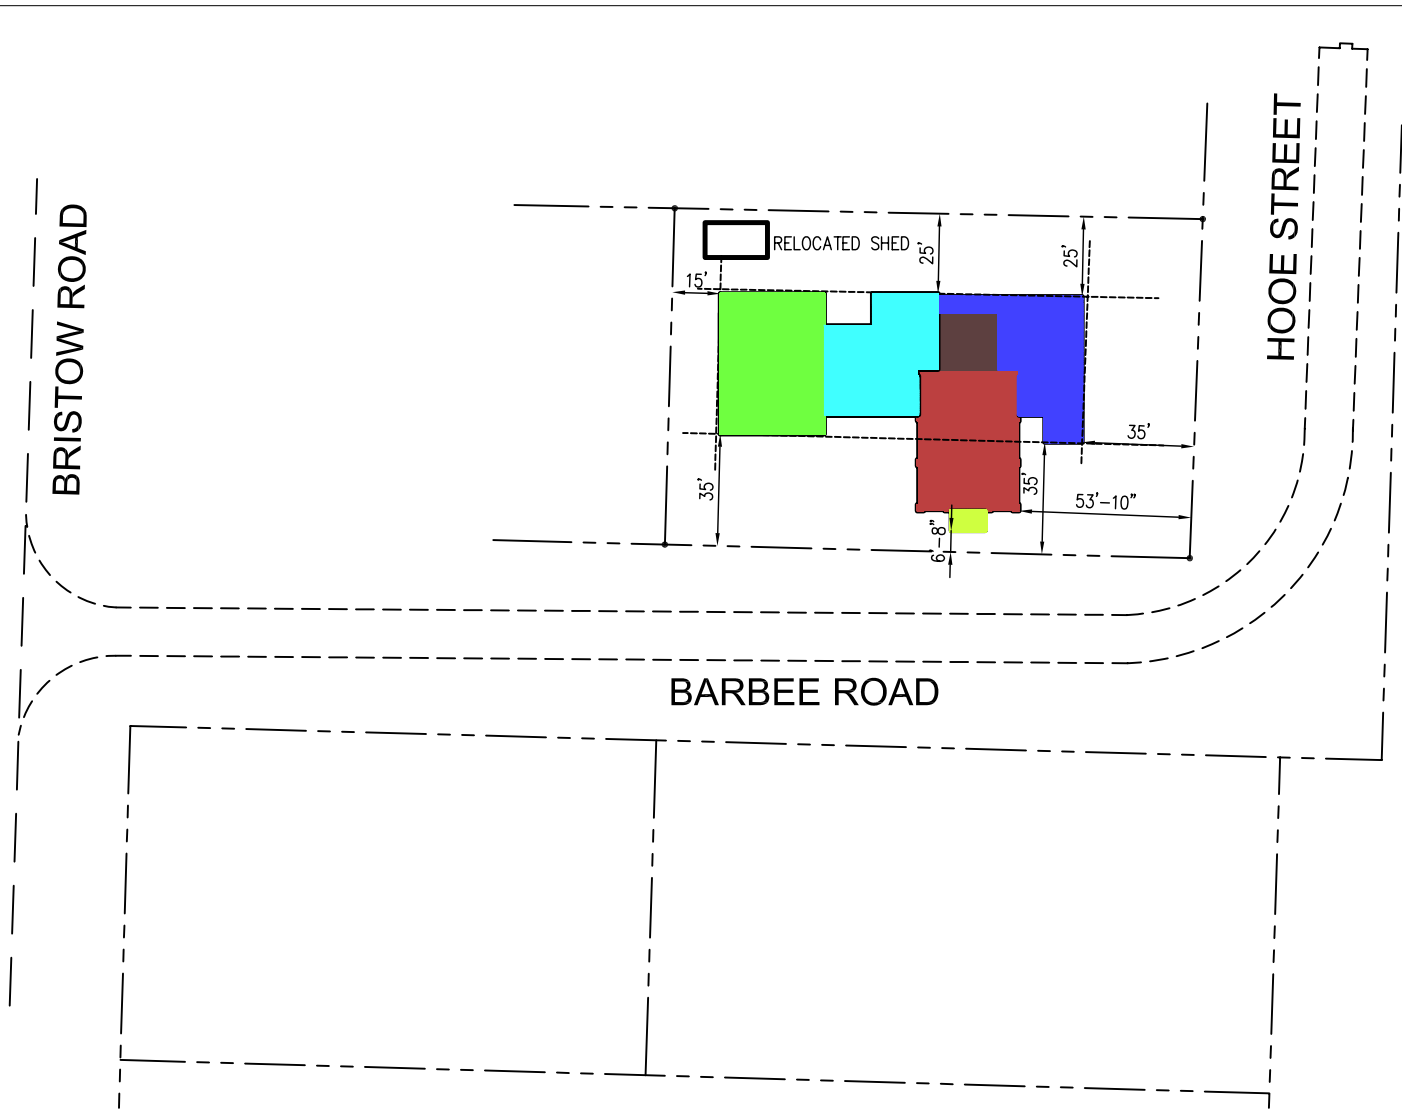 HOOE STREET
BRISTOW ROAD
RELOCATED SHED
25'
25'
15'
35'
35'
35'
53'-10"
6'-8"
BARBEE ROAD